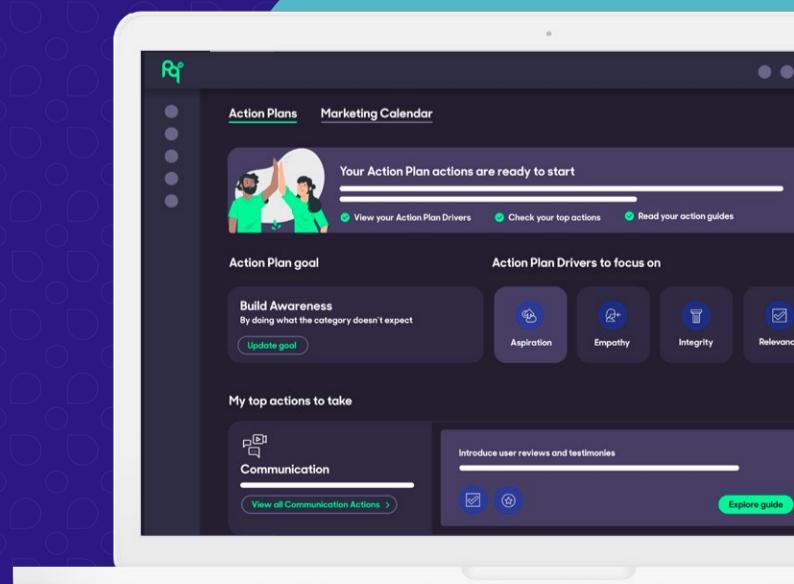 Action Plans
Marketing Calendar
Your Action Plan actions are ready to start
View your Action Plan Drivers
Check your top actions
Read your action guides
Action Plan goal
Action Plan Drivers to focus on
Build Awareness
By doing what the category doesn't expect
Update goal
Aspiration
Empathy
Integrity
Relevanc
My top actions to take
Communication
View all Communication Actions >
Introduce user reviews and testimonies
Explore guide